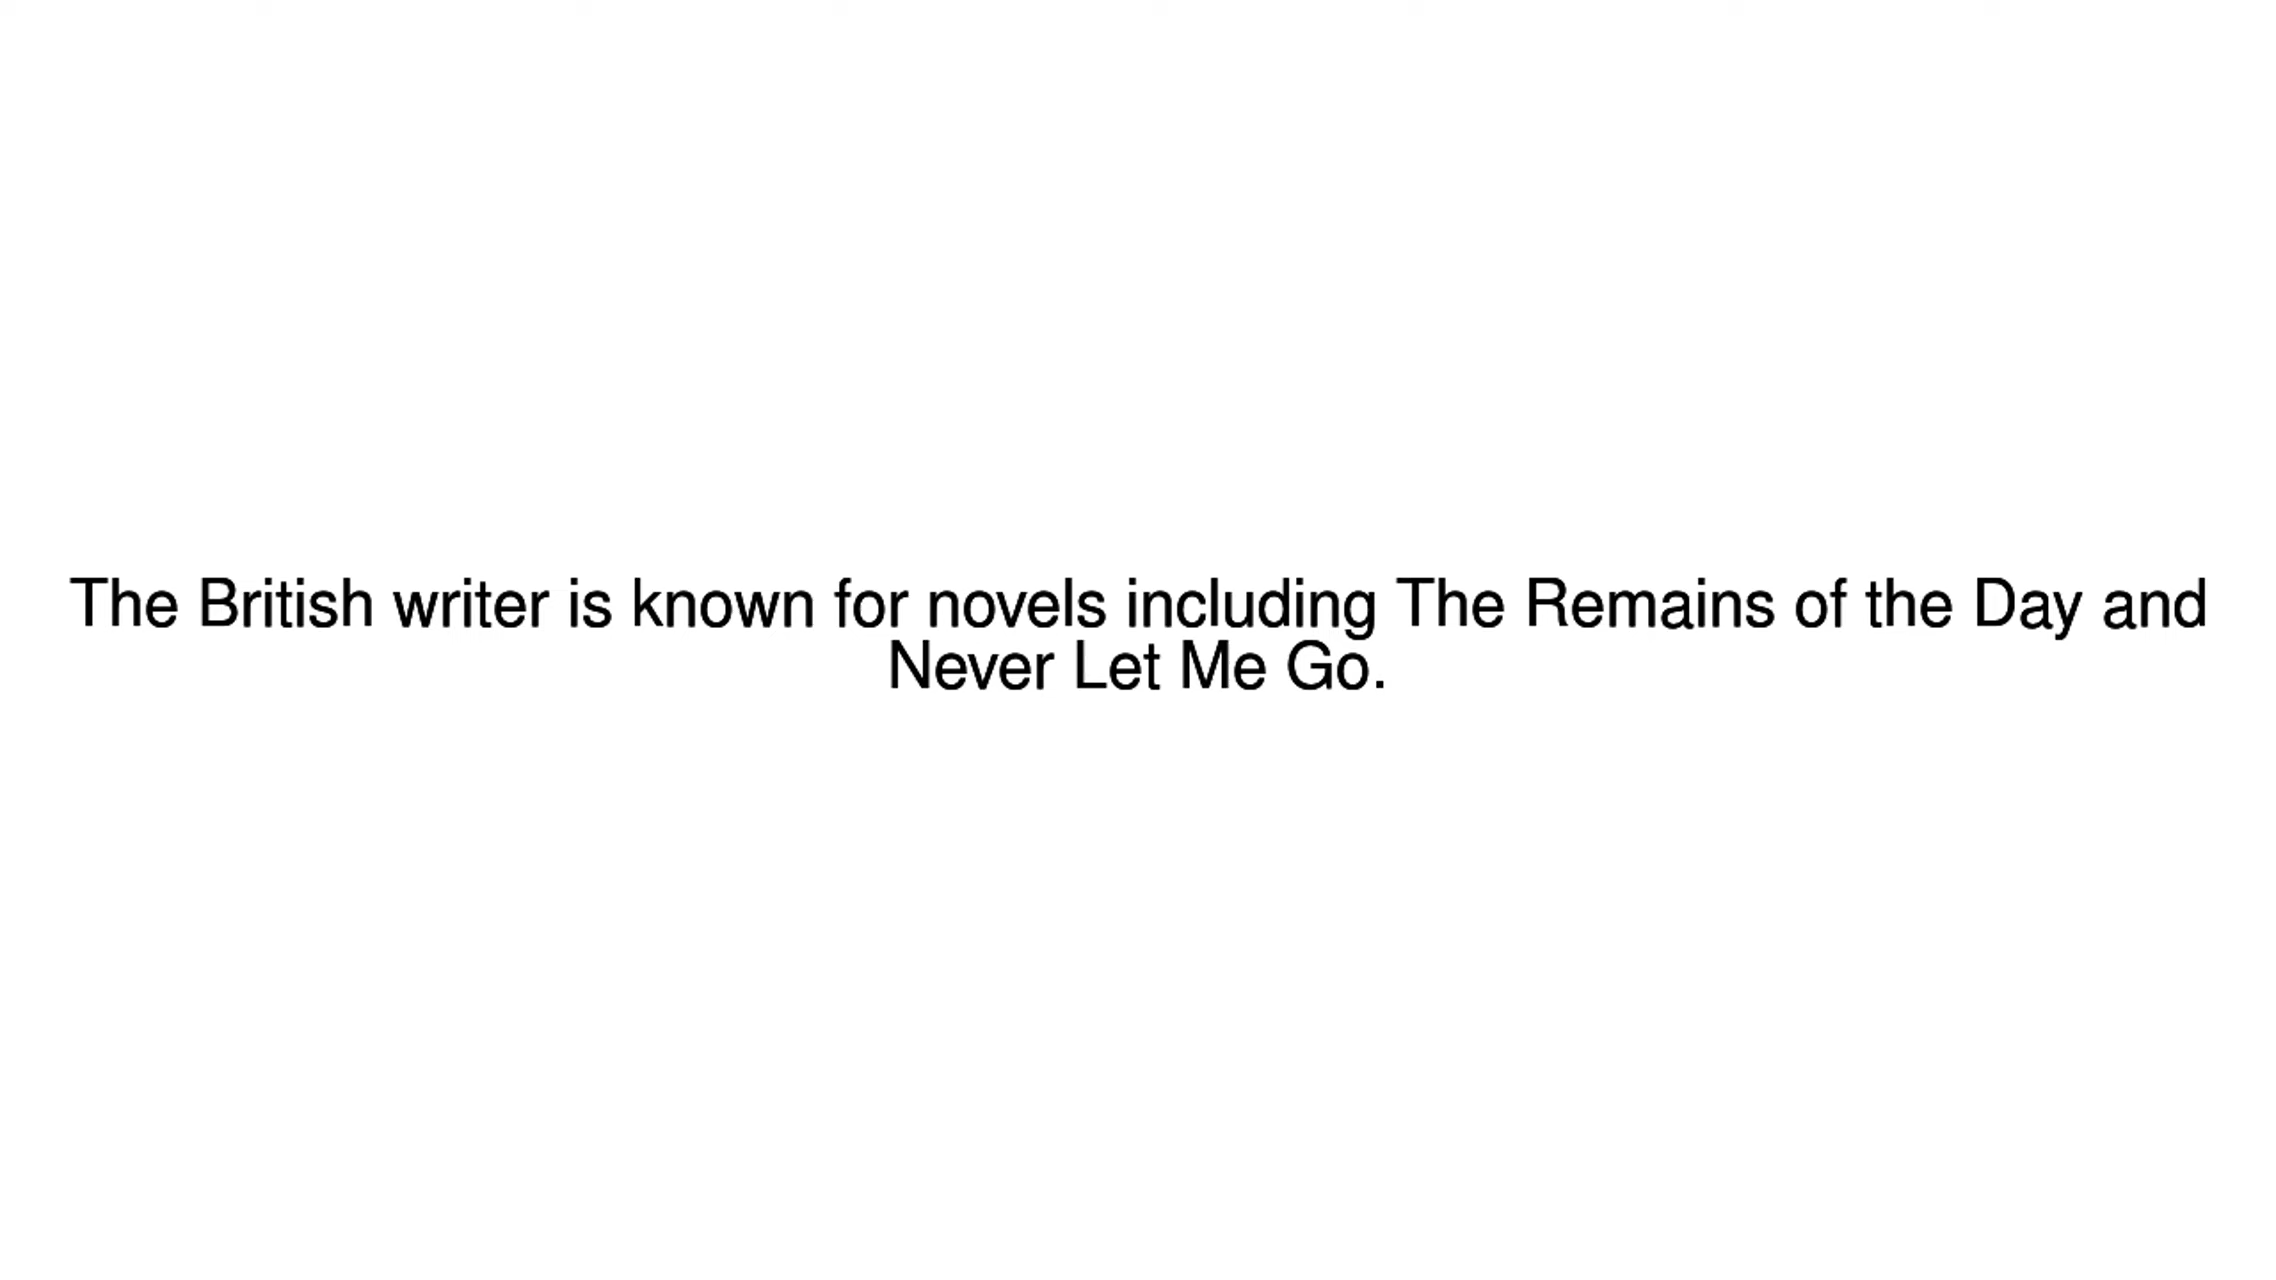 The British writer is known for novels including The Remains of the Day and
Never Let Me Go.